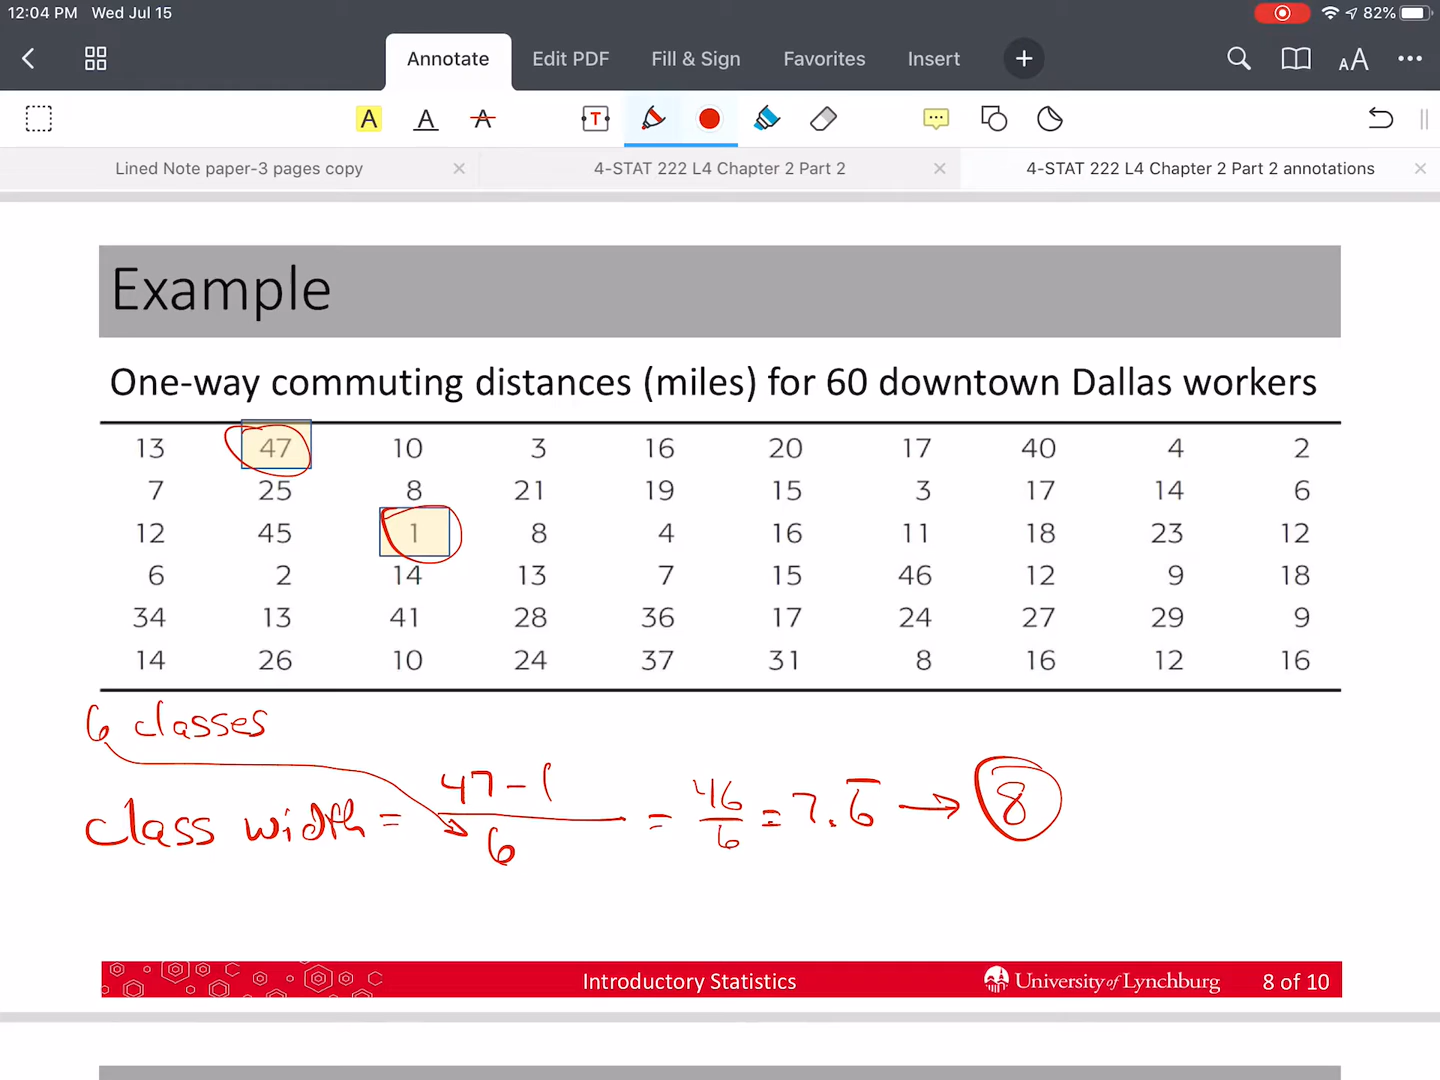 12:04 PM Wed Jul 15 82%
Annotate Edit PDF Fill & Sign Favorites Insert
A A A T AA
Lined Note paper-3 pages copy 4-STAT 222 L4 Chapter 2 Part 2 4-STAT 222 L4 Chapter 2 Part 2 annotations
Example
One-way commuting distances (miles) for 60 downtown Dallas workers
13 47 10 3 16 20 17 40 4 2
7 25 8 21 19 15 3 17 14 6
12 45 1 8 4 16 11 18 23 12
6 2 14 13 7 15 46 12 9 18
34 13 41 28 36 17 24 27 29 9
14 26 10 24 37 31 8 16 12 16
6 classes
class width = 47 - 1 / 6 = 46 / 6 = 7.6̅ → 8
Introductory Statistics University of Lynchburg 8 of 10